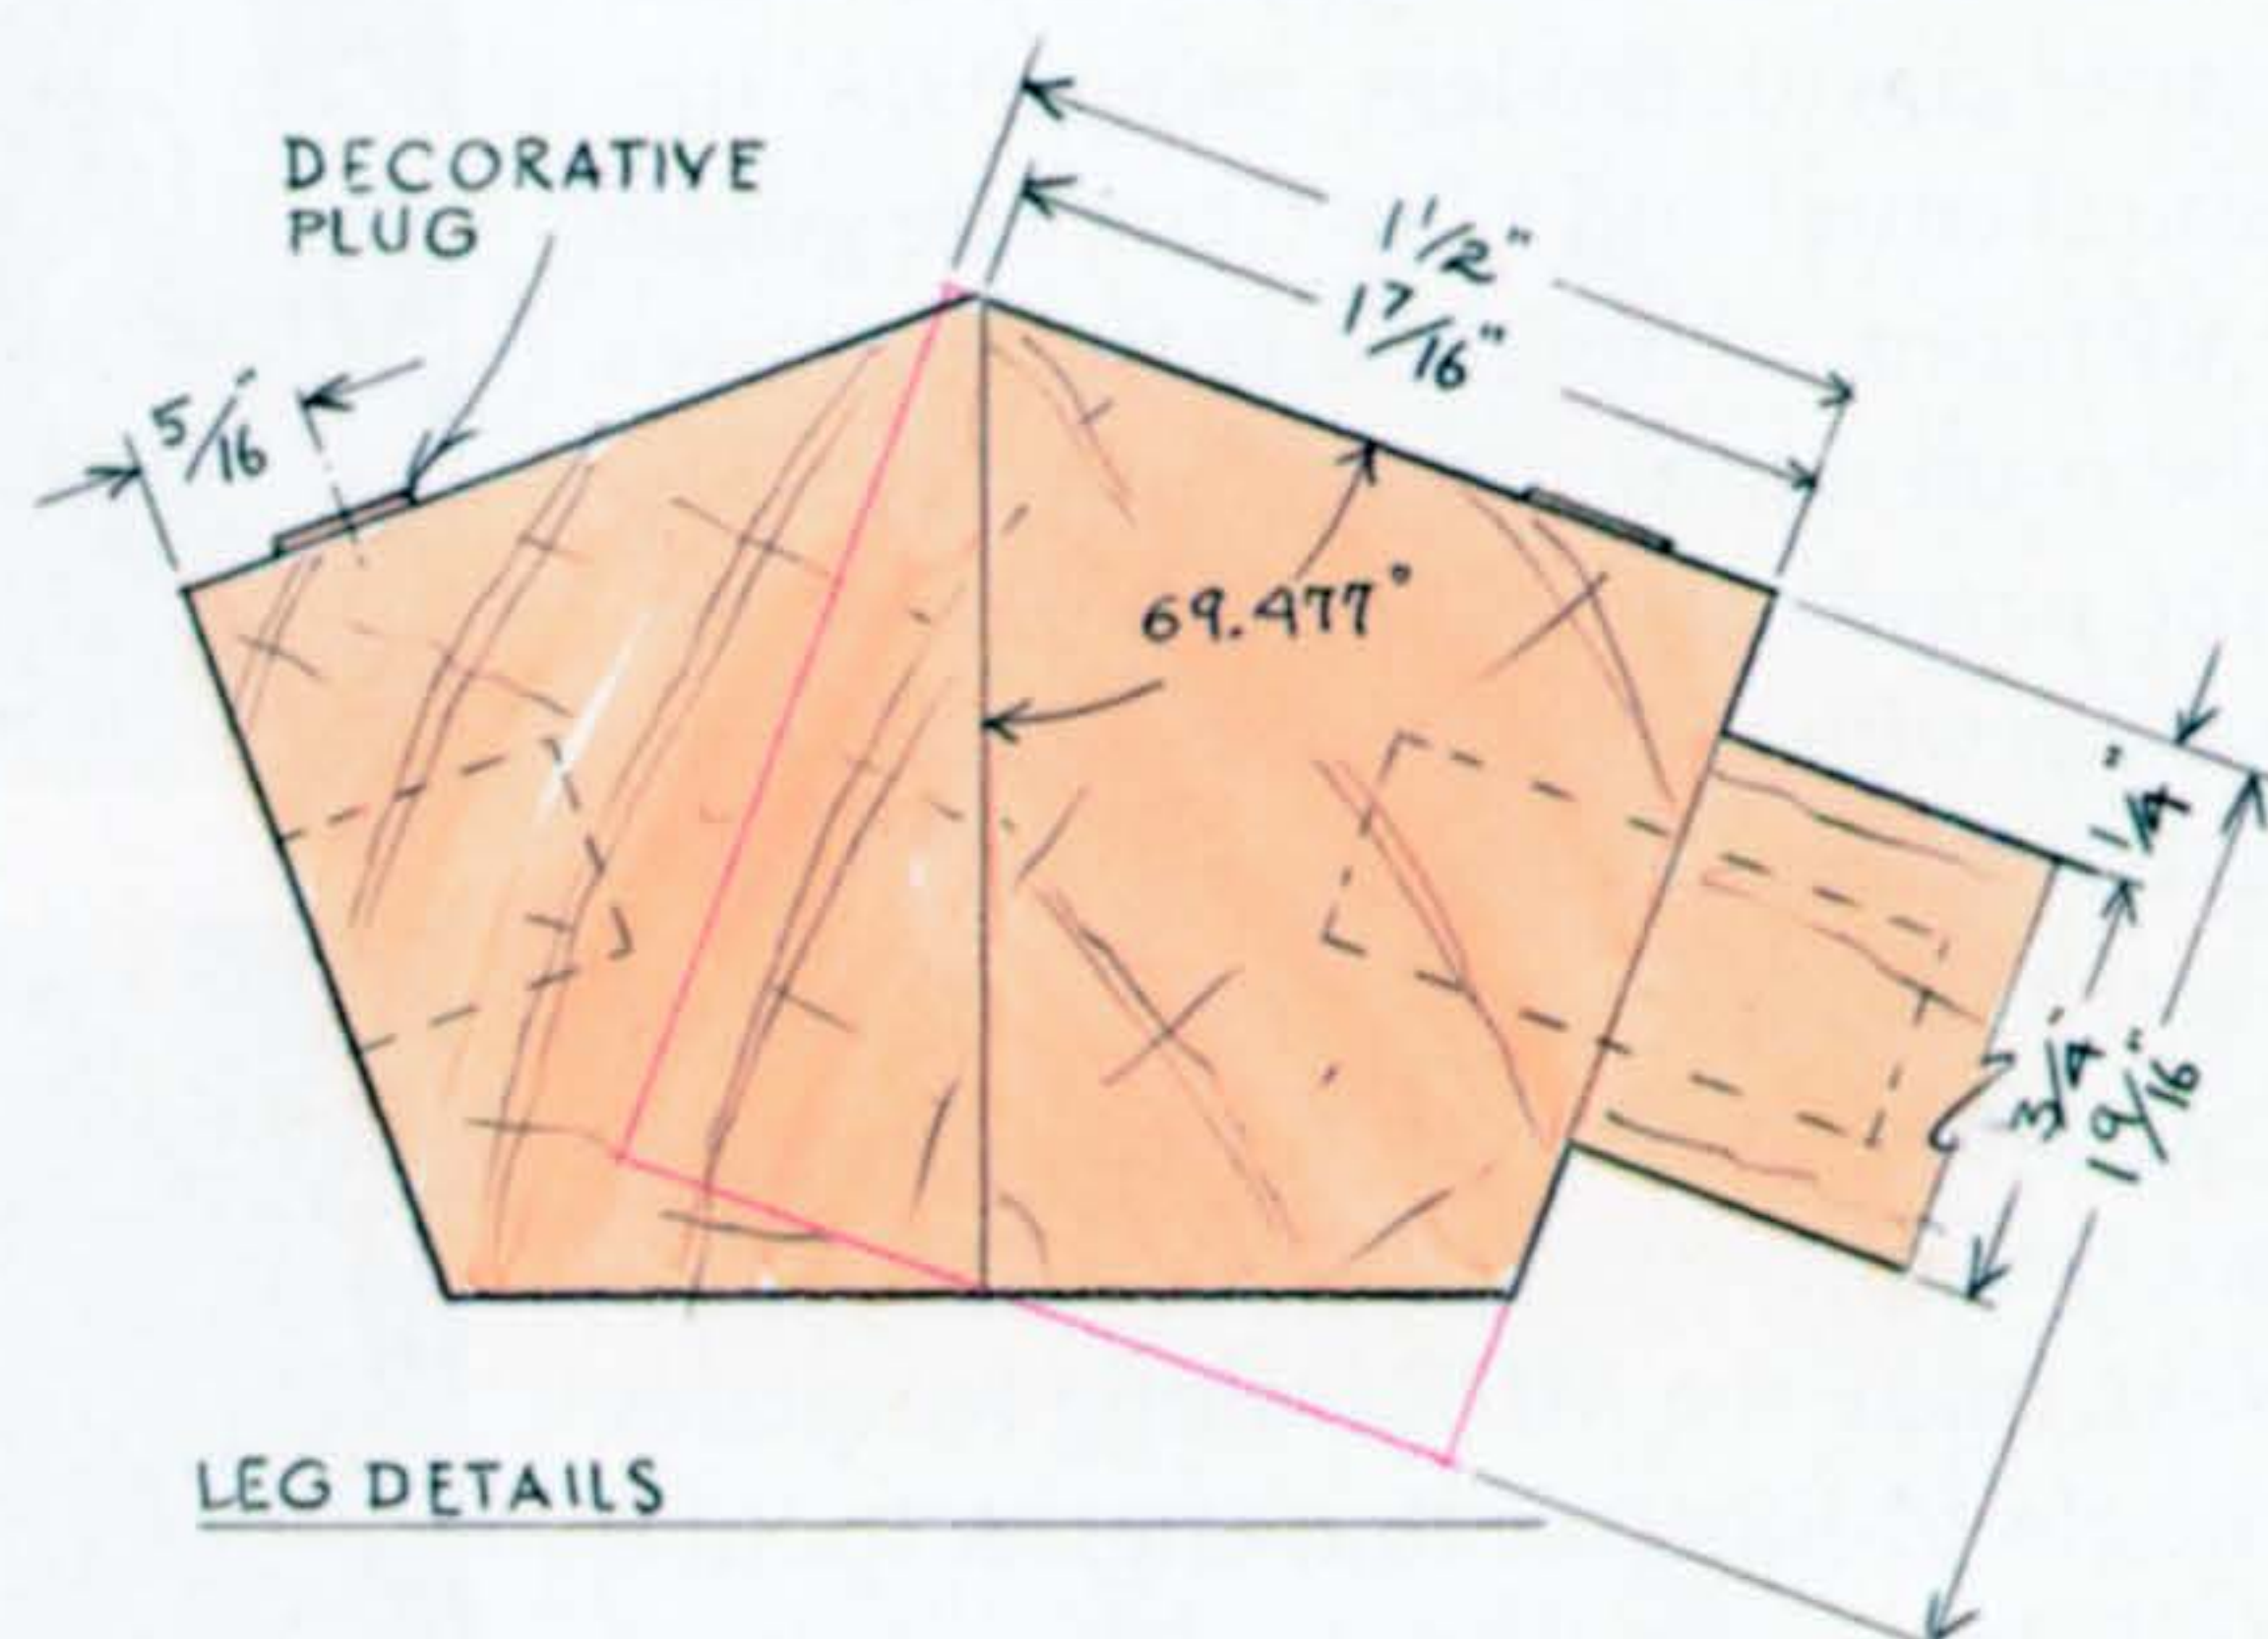 DECORATIVE
PLUG
5/16"
1 1/2"
1 7/16"
69.477°
1/4"
3/4"
1 9/16"
LEG DETAILS